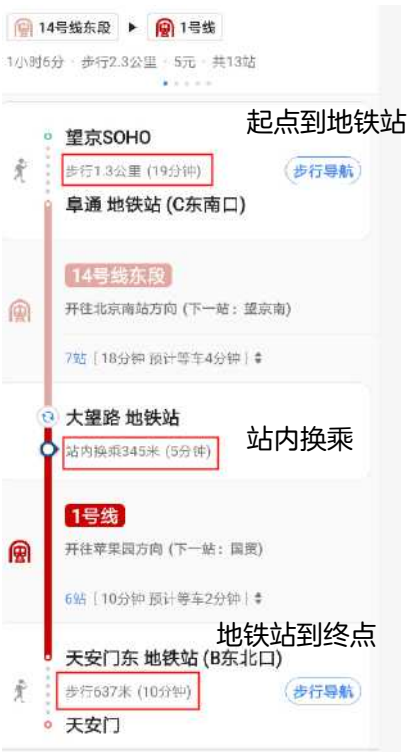 14号线东段 ▶ 1号线
1小时6分 · 步行2.3公里 · 5元 · 共13站
起点到地铁站
望京SOHO
步行1.3公里 (19分钟)
步行导航
阜通 地铁站 (C东南口)
14号线东段
开往北京南站方向 (下一站：望京南)
7站 | 18分钟 预计等车4分钟 |
大望路 地铁站
站内换乘
站内换乘345米 (5分钟)
1号线
开往苹果园方向 (下一站：国贸)
6站 | 10分钟 预计等车2分钟 |
地铁站到终点
天安门东 地铁站 (B东北口)
步行637米 (10分钟)
步行导航
天安门